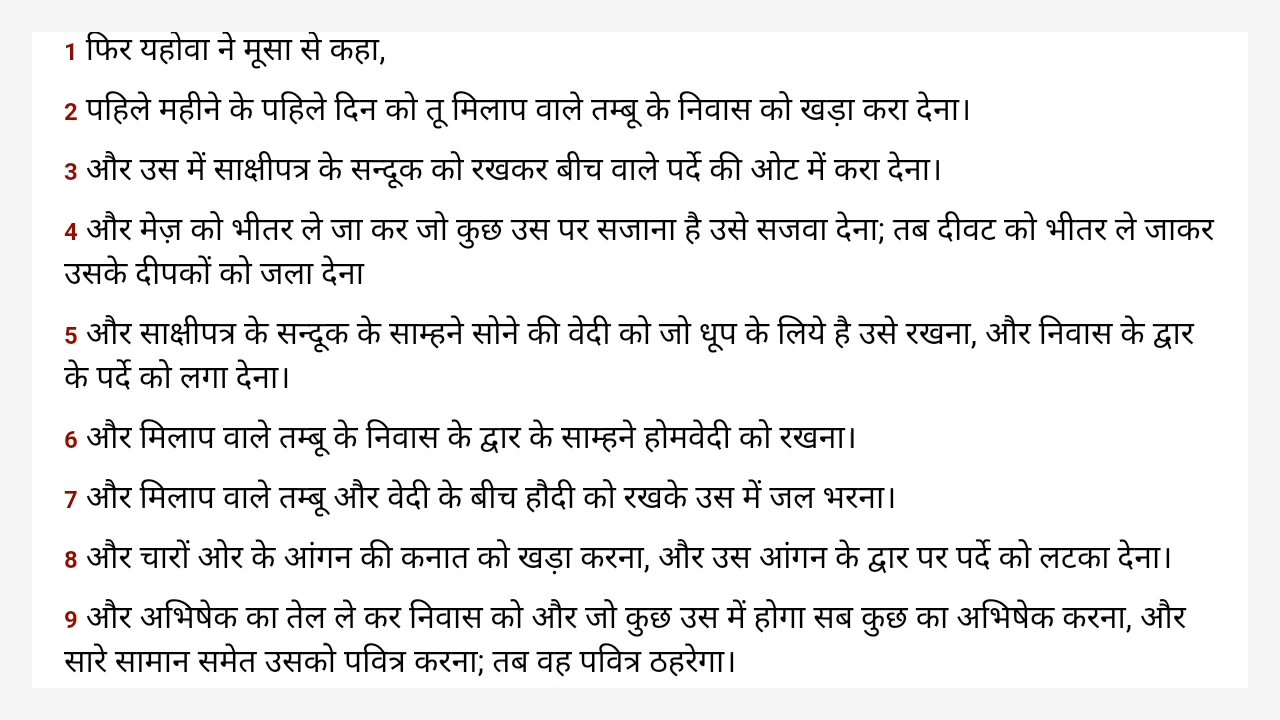 1 फिर यहोवा ने मूसा से कहा,
2 पहिले महीने के पहिले दिन को तू मिलाप वाले तम्बू के निवास को खड़ा करा देना।
3 और उस में साक्षीपत्र के सन्दूक को रखकर बीच वाले पर्दे की ओट में करा देना।
4 और मेज़ को भीतर ले जा कर जो कुछ उस पर सजाना है उसे सजवा देना; तब दीवट को भीतर ले जाकर
उसके दीपकों को जला देना
5 और साक्षीपत्र के सन्दूक के साम्हने सोने की वेदी को जो धूप के लिये है उसे रखना, और निवास के द्वार
के पर्दे को लगा देना।
6 और मिलाप वाले तम्बू के निवास के द्वार के साम्हने होमवेदी को रखना।
7 और मिलाप वाले तम्बू और वेदी के बीच हौदी को रखके उस में जल भरना।
8 और चारों ओर के आंगन की कनात को खड़ा करना, और उस आंगन के द्वार पर पर्दे को लटका देना।
9 और अभिषेक का तेल ले कर निवास को और जो कुछ उस में होगा सब कुछ का अभिषेक करना, और
सारे सामान समेत उसको पवित्र करना; तब वह पवित्र ठहरेगा।